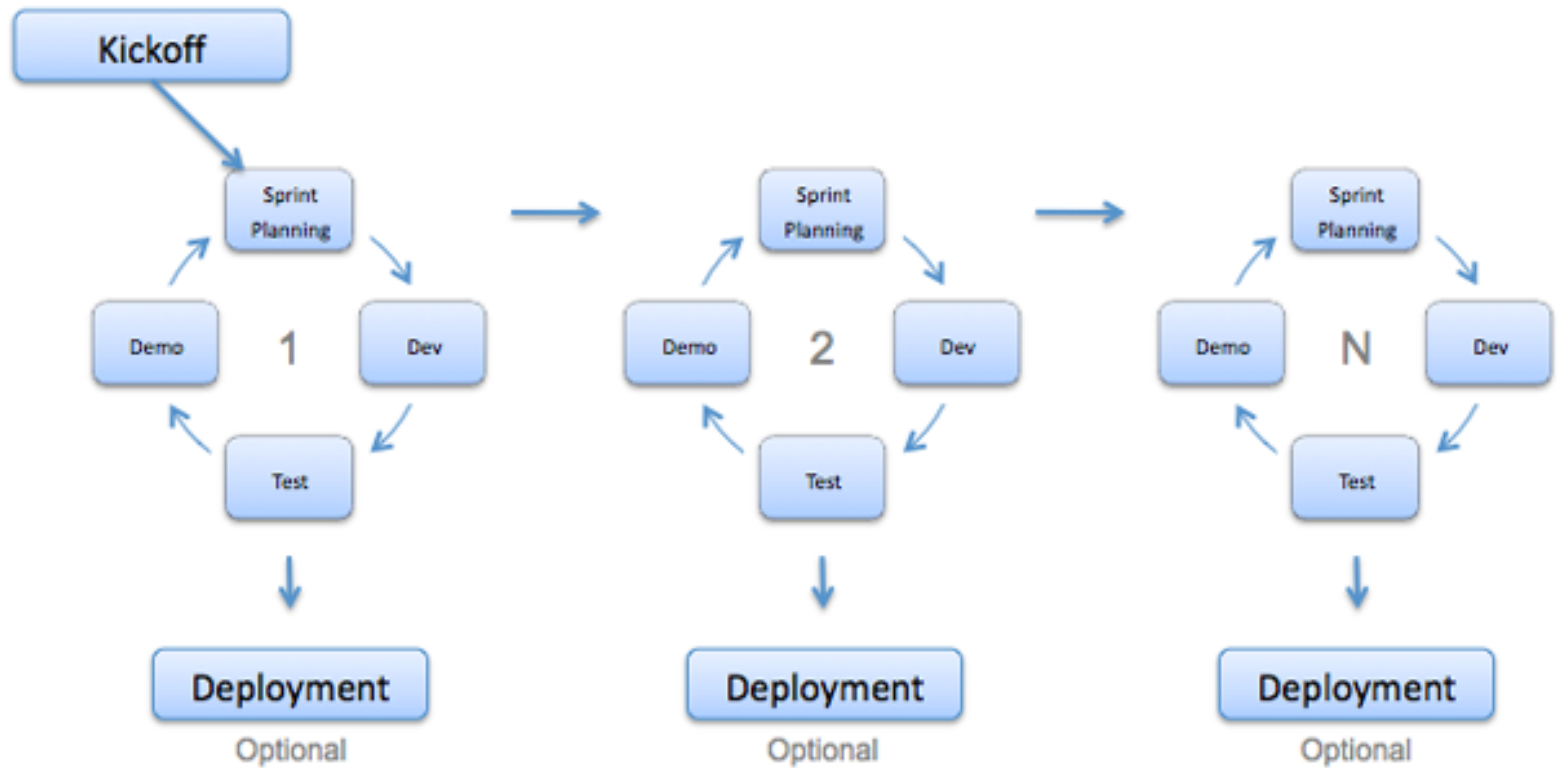 Kickoff
Sprint
Planning
Demo
1
Dev
Test
Deployment
Optional
Sprint
Planning
Demo
2
Dev
Test
Deployment
Optional
Sprint
Planning
Demo
N
Dev
Test
Deployment
Optional